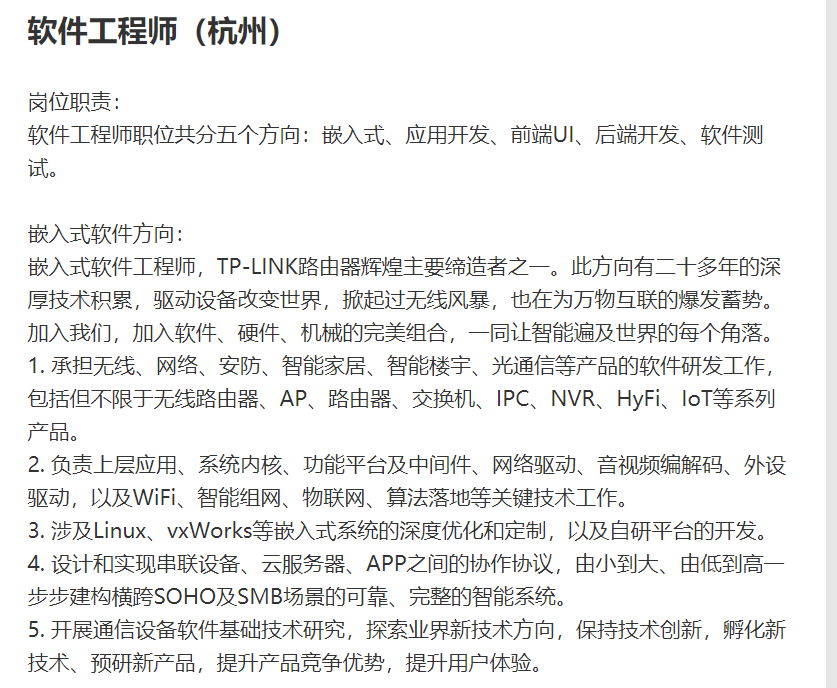 软件工程师（杭州）
岗位职责：
软件工程师职位共分五个方向：嵌入式、应用开发、前端UI、后端开发、软件测
试。
嵌入式软件方向：
嵌入式软件工程师，TP-LINK路由器辉煌主要缔造者之一。此方向有二十多年的深
厚技术积累，驱动设备改变世界，掀起过无线风暴，也在为万物互联的爆发蓄势。
加入我们，加入软件、硬件、机械的完美组合，一同让智能遍及世界的每个角落。
1. 承担无线、网络、安防、智能家居、智能楼宇、光通信等产品的软件研发工作，
包括但不限于无线路由器、AP、路由器、交换机、IPC、NVR、HyFi、IoT等系列
产品。
2. 负责上层应用、系统内核、功能平台及中间件、网络驱动、音视频编解码、外设
驱动，以及WiFi、智能组网、物联网、算法落地等关键技术工作。
3. 涉及Linux、vxWorks等嵌入式系统的深度优化和定制，以及自研平台的开发。
4. 设计和实现串联设备、云服务器、APP之间的协作协议，由小到大、由低到高一
步步建构横跨SOHO及SMB场景的可靠、完整的智能系统。
5. 开展通信设备软件基础技术研究，探索业界新技术方向，保持技术创新，孵化新
技术、预研新产品，提升产品竞争优势，提升用户体验。